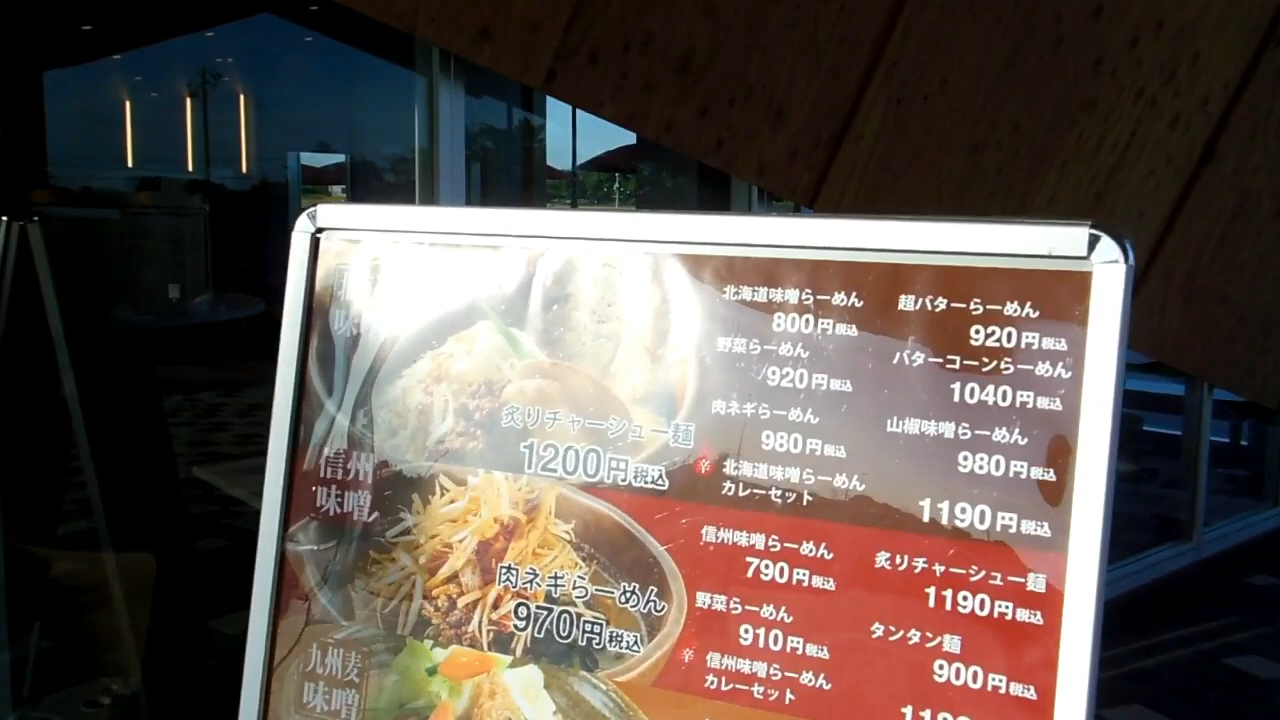 味
炙りチャーシュー麺
1200円税込
北海道味噌らーめん
800円税込
野菜らーめん
920円税込
肉ネギらーめん
980円税込
辛 北海道味噌らーめん
カレーセット
1190円税込
超バターらーめん
920円税込
バターコーンらーめん
1040円税込
山椒味噌らーめん
980円税込
信州
味噌
肉ネギらーめん
970円税込
信州味噌らーめん
790円税込
野菜らーめん
910円税込
辛 信州味噌らーめん
カレーセット
炙りチャーシュー麺
1190円税込
タンタン麺
900円税込
九州麦
味噌